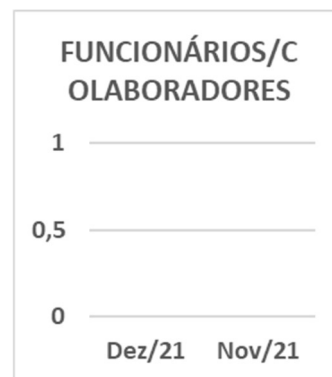 FUNCIONÁRIOS/C
OLABORADORES
1
0,5
0
Dez/21 Nov/21